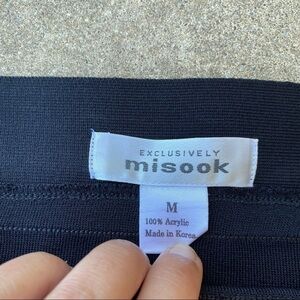 EXCLUSIVELY
misook
M
100% Acrylic
Made in Korea